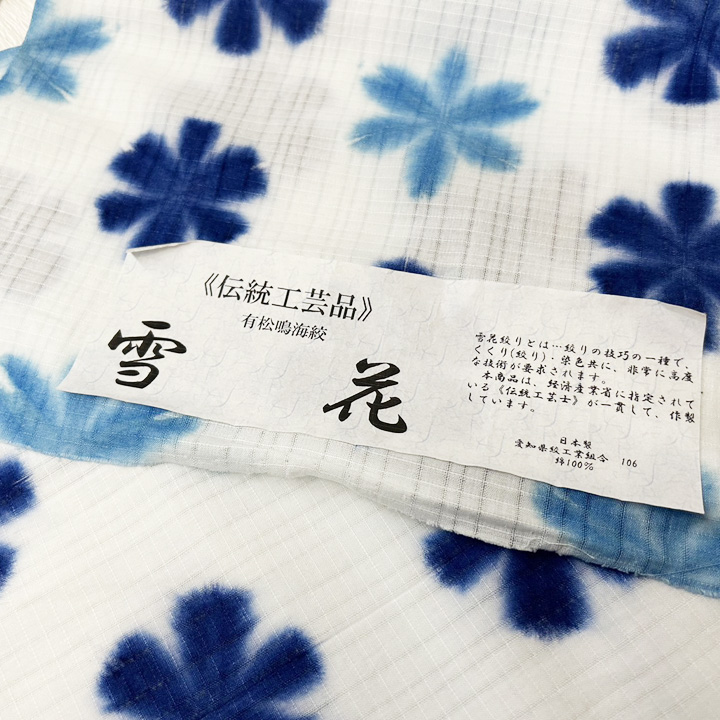 《伝統工芸品》
有松鳴海絞
雪花
雪花絞りとは…絞りの技巧の一種で、
くくり(絞り)・染色共に、非常に高度
な技術が要求されます。
本商品は、経済産業省に指定されて
いる《伝統工芸士》が一貫して、作製
しています。
日本製
愛知県絞工業組合 106
綿100%